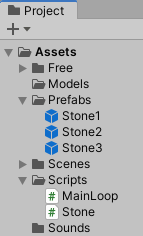 Project
Assets
Free
Models
Prefabs
Stone1
Stone2
Stone3
Scenes
Scripts
MainLoop
Stone
Sounds